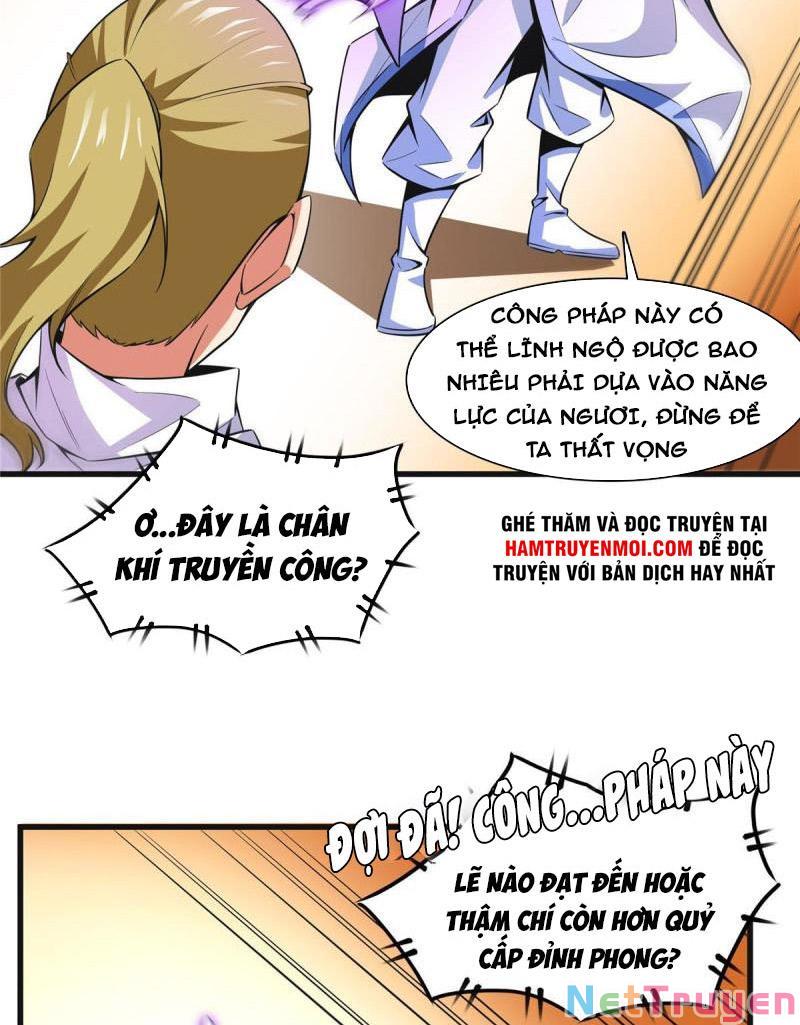 CÔNG PHÁP NÀY CÓ
THỂ LĨNH NGỘ ĐƯỢC BAO
NHIÊU PHẢI DỰA VÀO NĂNG
LỰC CỦA NGƯƠI, ĐỪNG ĐỂ
TA THẤT VỌNG
Ơ...ĐÂY LÀ CHÂN
KHÍ TRUYỀN CÔNG?
GHÉ THĂM VÀ ĐỌC TRUYỆN TẠI
HAMTRUYENMOI.COM ĐỂ ĐỌC
TRUYỆN VỚI BẢN DỊCH HAY NHẤT
ĐỢI ĐÃ! CÔNG...PHÁP NÀY
LẼ NÀO ĐẠT ĐẾN HOẶC
THẬM CHÍ CÒN HƠN QUỶ
CẤP ĐỈNH PHONG?
NetTruyen